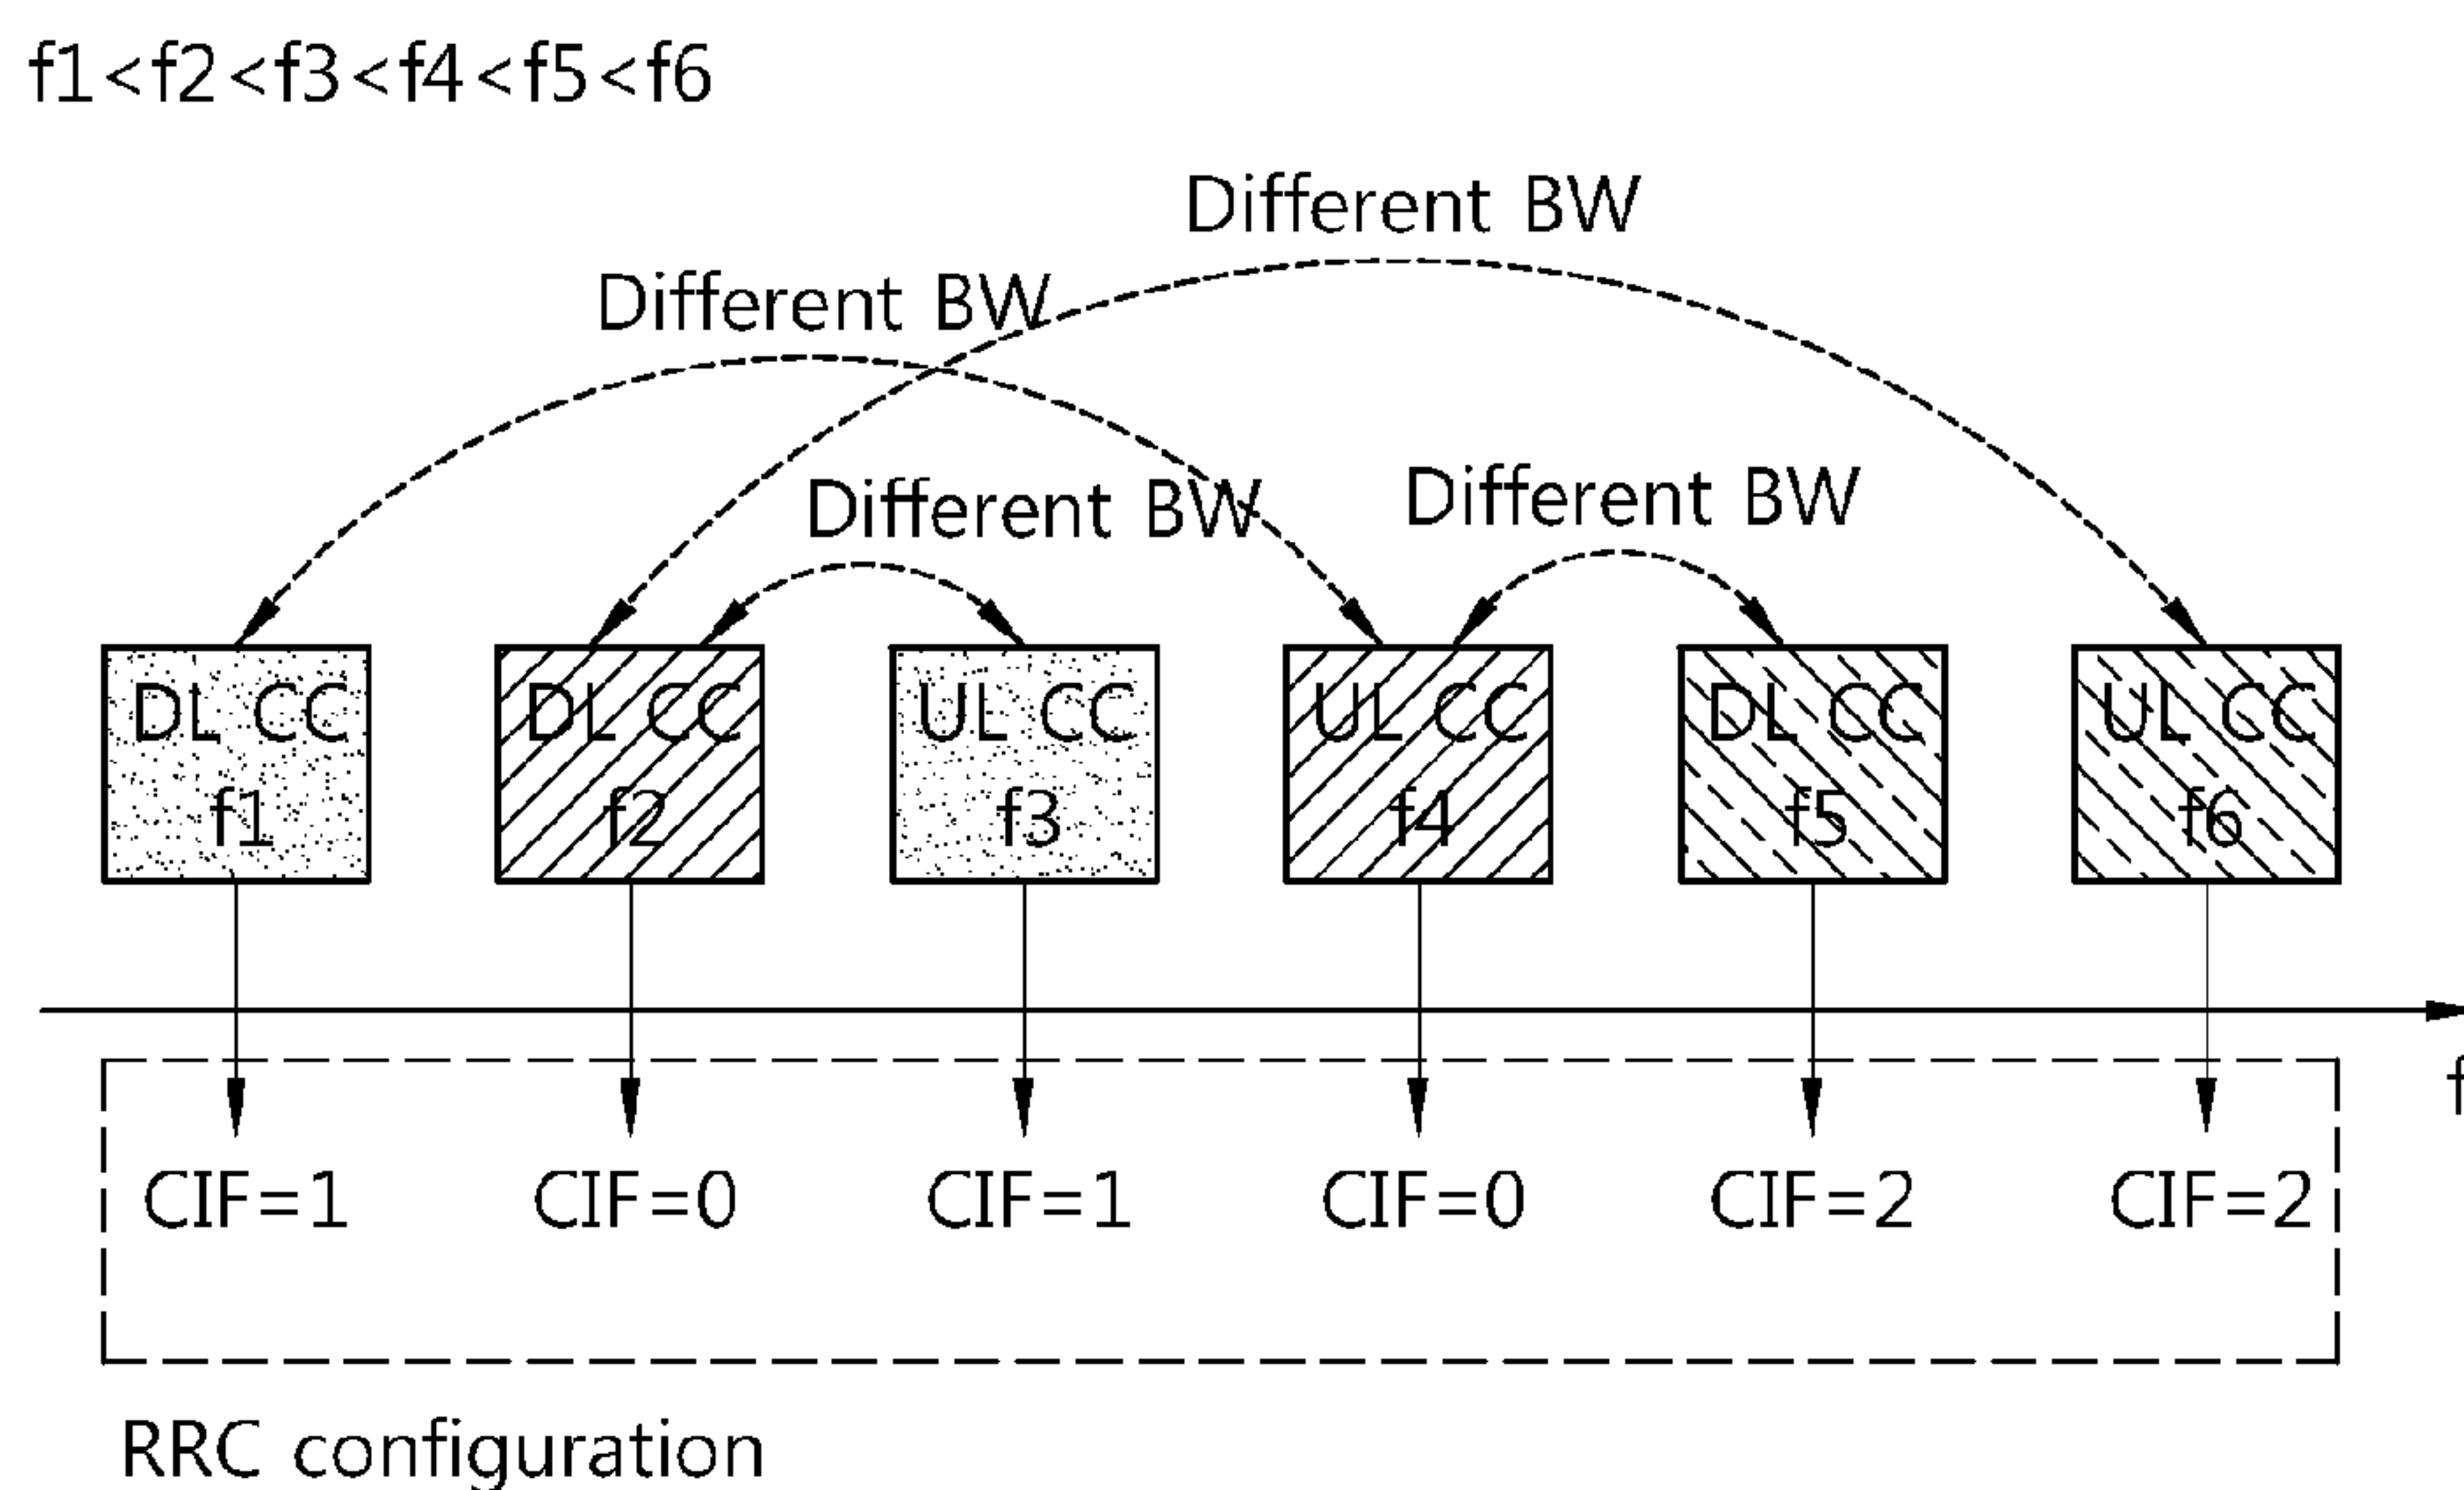 f1<f2<f3<f4<f5<f6
Different BW
Different BW
Different BW
Different BW
DL CC
f1
DL CC
f2
UL CC
f3
UL CC
f4
DL CC
f5
UL CC
f6
f
CIF=1
CIF=0
CIF=1
CIF=0
CIF=2
CIF=2
RRC configuration